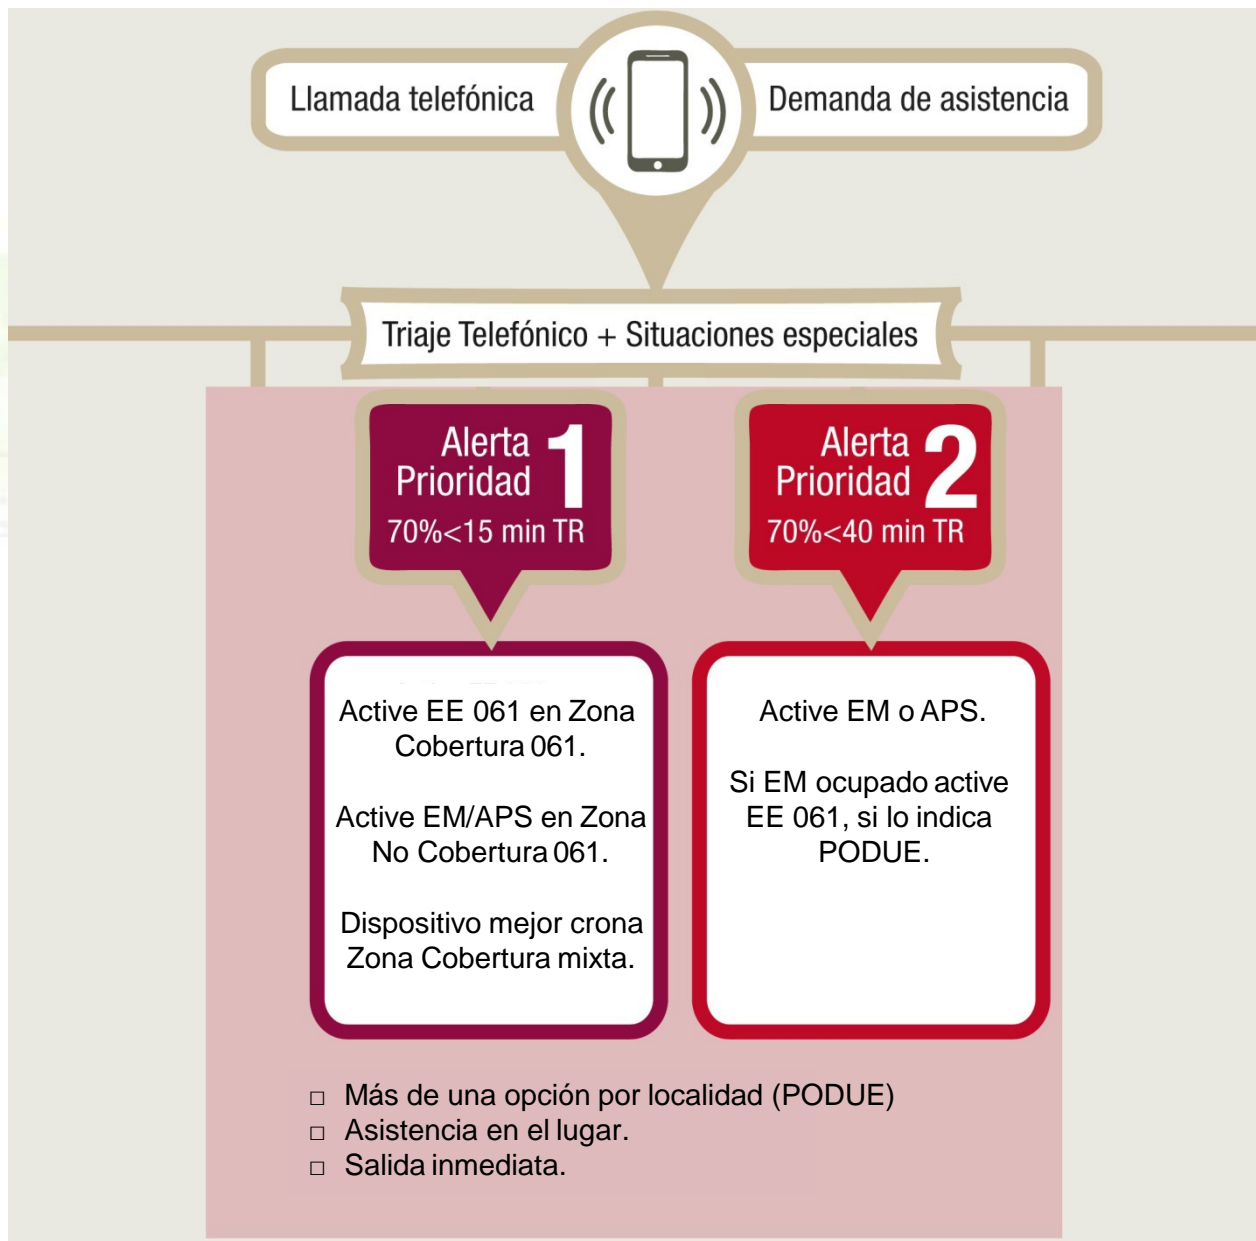 Llamada telefónica
Demanda de asistencia
Triaje Telefónico + Situaciones especiales
Alerta
Prioridad 1
70%<15 min TR
Alerta
Prioridad 2
70%<40 min TR
Active EE 061 en Zona
Cobertura 061.
Active EM/APS en Zona
No Cobertura 061.
Dispositivo mejor crona
Zona Cobertura mixta.
Active EM o APS.
Si EM ocupado active
EE 061, si lo indica
PODUE.
□ Más de una opción por localidad (PODUE)
□ Asistencia en el lugar.
□ Salida inmediata.